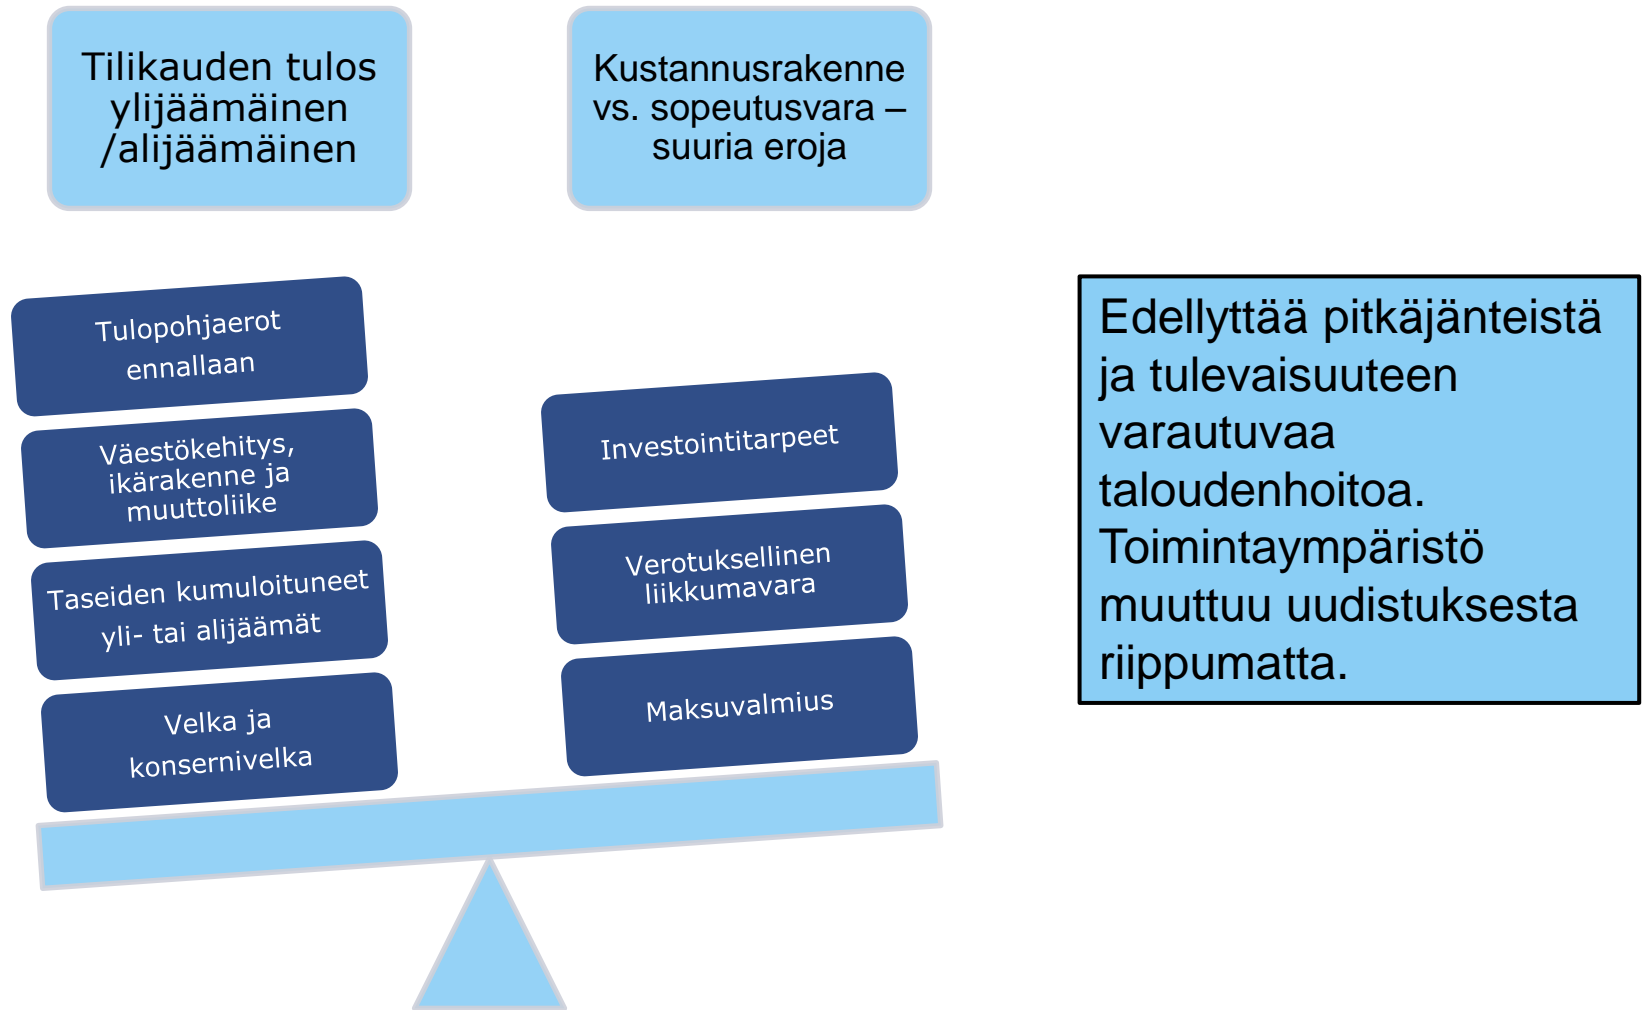 Tilikauden tulos
ylijäämäinen
/alijäämäinen
Kustannusrakenne
vs. sopeutusvara –
suuria eroja
Tulopohjaerot
ennallaan
Väestökehitys,
ikärakenne ja
muuttoliike
Taseiden kumuloituneet
yli- tai alijäämät
Velka ja
konsernivelka
Investointitarpeet
Verotuksellinen
liikkumavara
Maksuvalmius
Edellyttää pitkäjänteistä
ja tulevaisuuteen
varautuvaa
taloudenhoitoa.
Toimintaympäristö
muuttuu uudistuksesta
riippumatta.